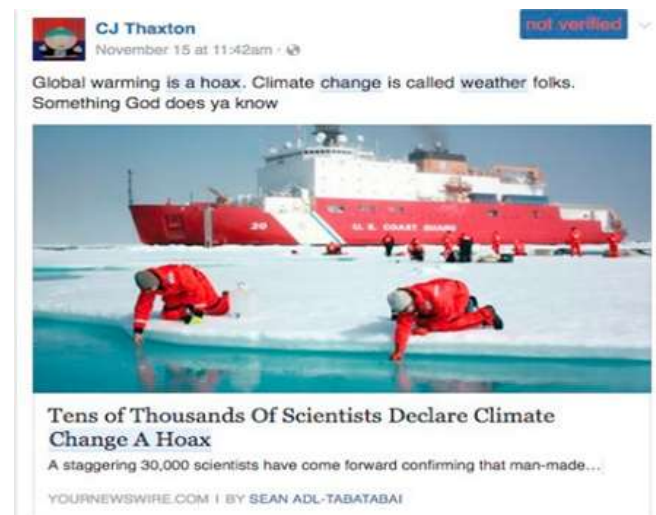 CJ Thaxton
not verified
November 15 at 11:42am ·
Global warming is a hoax. Climate change is called weather folks.
Something God does ya know
20
U. S. COAST GUARD
Tens of Thousands Of Scientists Declare Climate
Change A Hoax
A staggering 30,000 scientists have come forward confirming that man-made...
YOURNEWSWIRE.COM | BY SEAN ADL-TABATABAI